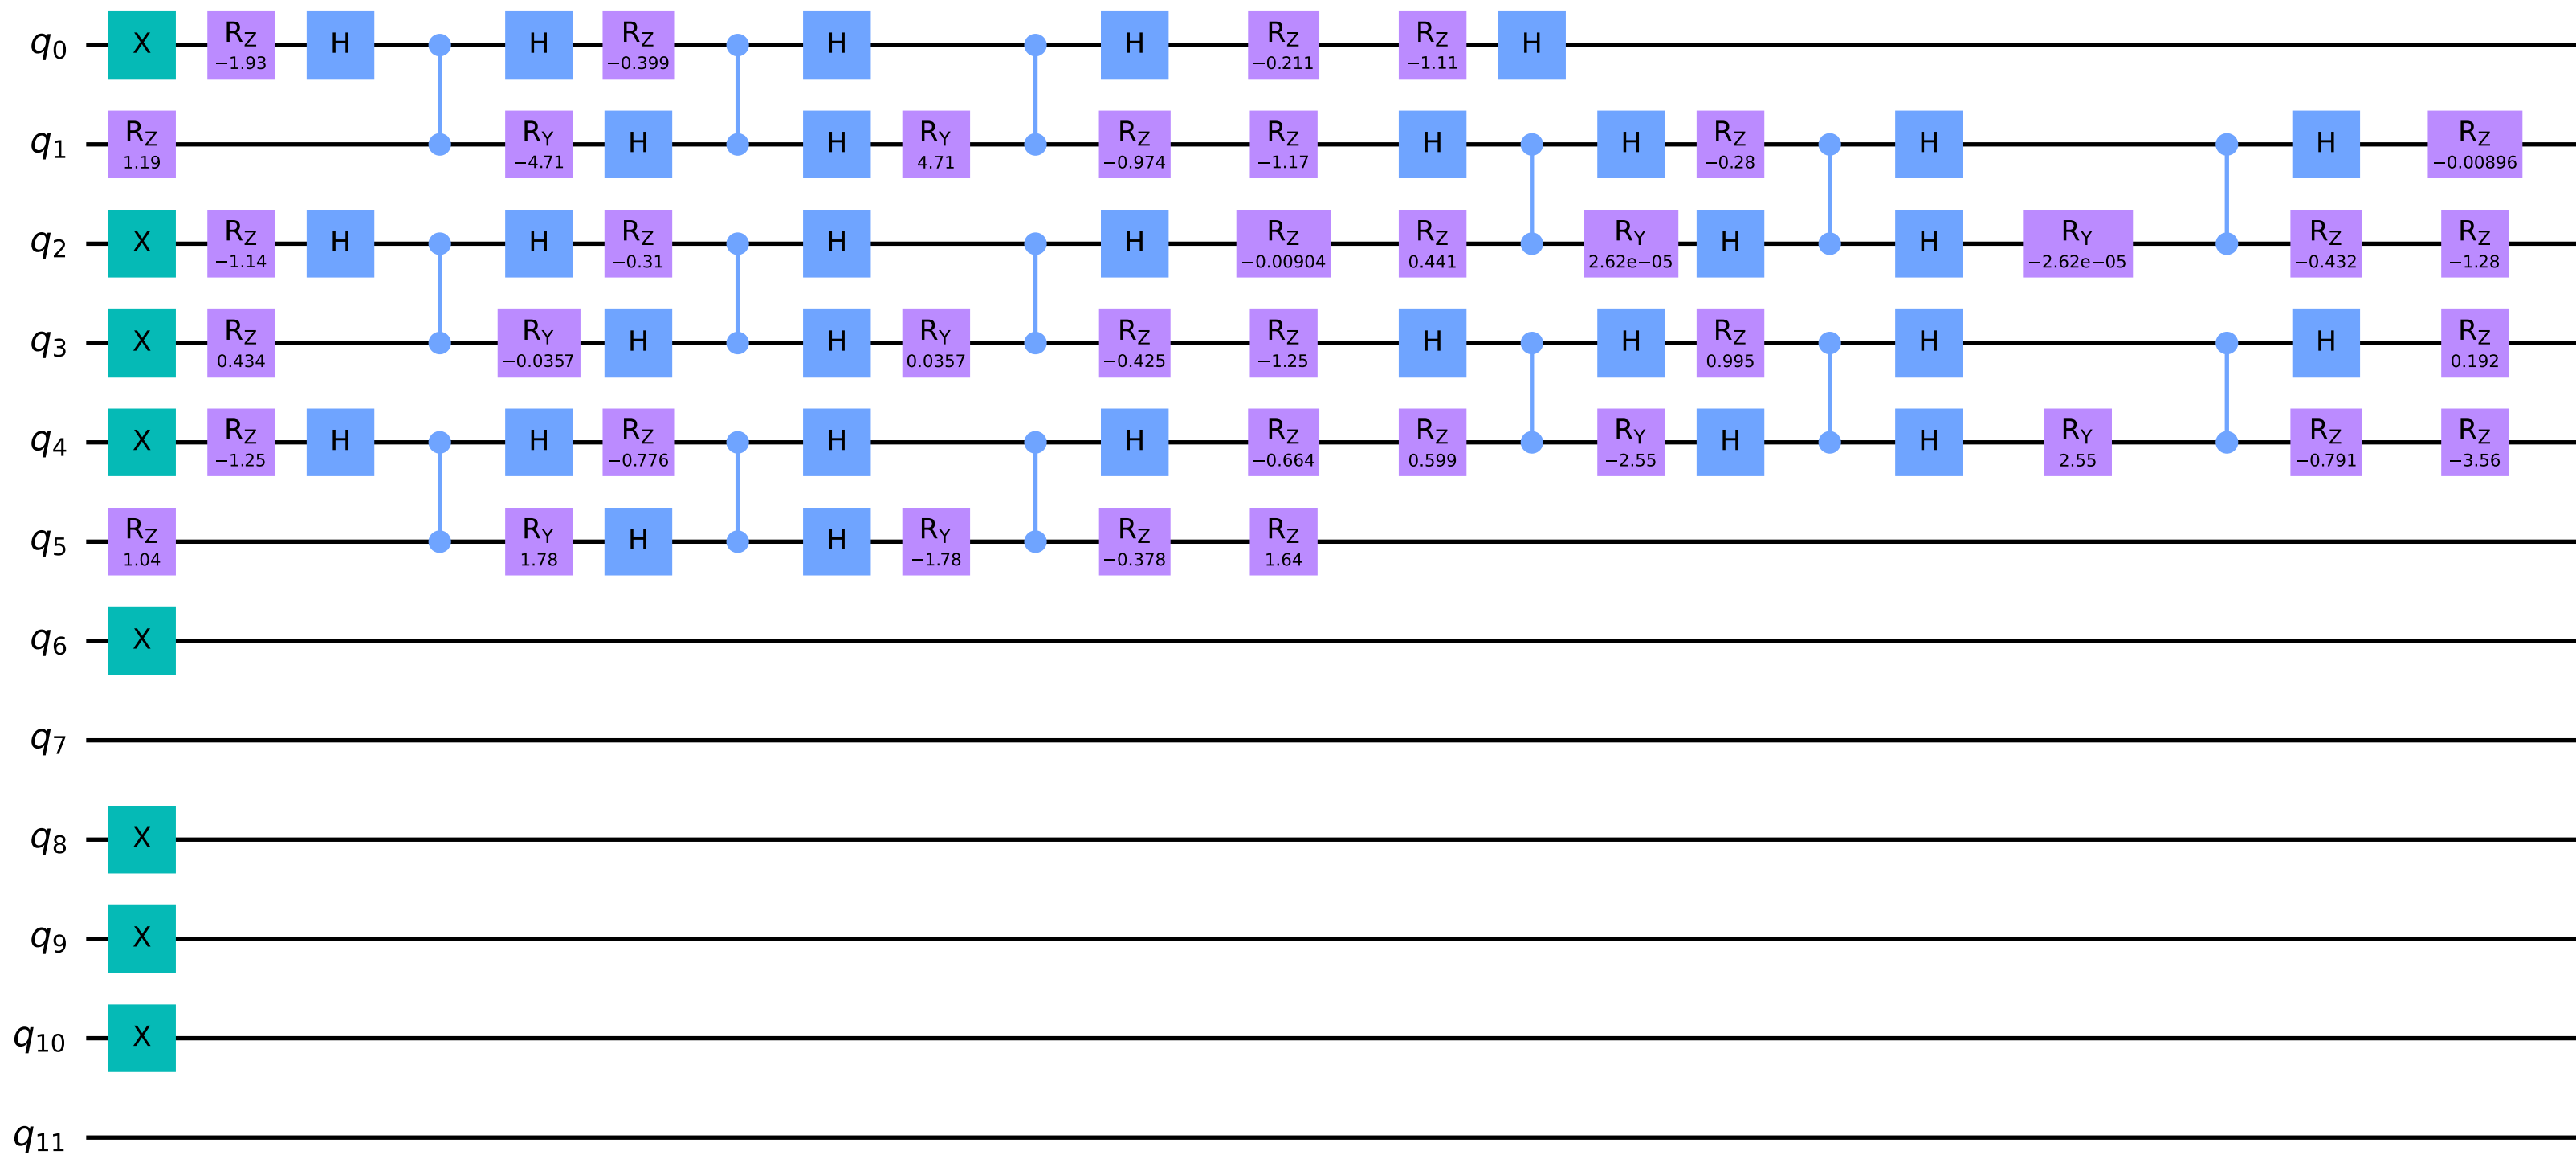 q0 X RZ −1.93 H H RZ −0.399 H H RZ −0.211 RZ −1.11 H
q1 RZ 1.19 RY −4.71 H H RY 4.71 RZ −0.974 RZ −1.17 H H RZ −0.28 H H RZ −0.00896
q2 X RZ −1.14 H H RZ −0.31 H H RZ −0.00904 RZ 0.441 RY 2.62e−05 H H RY −2.62e−05 RZ −0.432 RZ −1.28
q3 X RZ 0.434 RY −0.0357 H H RY 0.0357 RZ −0.425 RZ −1.25 H H RZ 0.995 H H RZ 0.192
q4 X RZ −1.25 H H RZ −0.776 H H RZ −0.664 RZ 0.599 RY −2.55 H H RY 2.55 RZ −0.791 RZ −3.56
q5 RZ 1.04 RY 1.78 H H RY −1.78 RZ −0.378 RZ 1.64
q6 X
q7
q8 X
q9 X
q10 X
q11